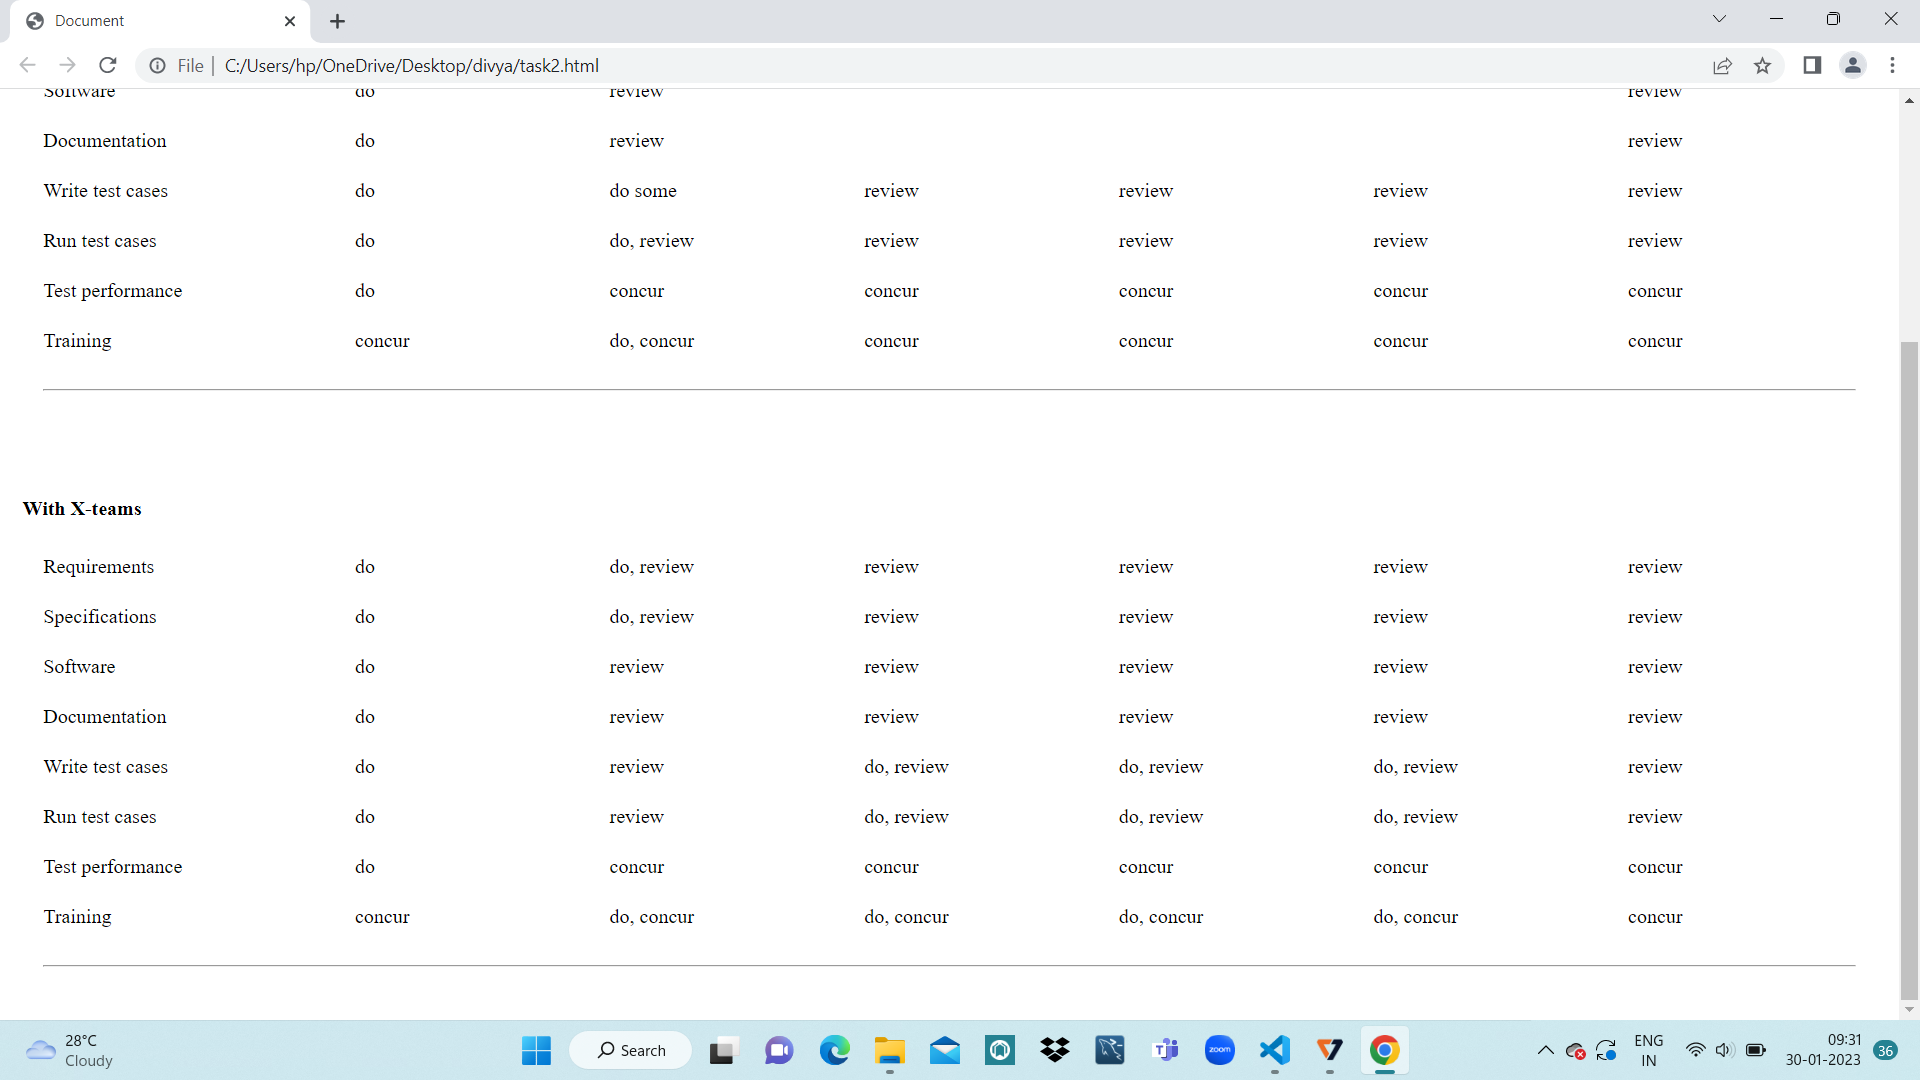 Document
File | C:/Users/hp/OneDrive/Desktop/divya/task2.html
Software do review review
Documentation do review review
Write test cases do do some review review review review
Run test cases do do, review review review review review
Test performance do concur concur concur concur concur
Training concur do, concur concur concur concur concur
With X-teams
Requirements do do, review review review review review
Specifications do do, review review review review review
Software do review review review review review
Documentation do review review review review review
Write test cases do review do, review do, review do, review review
Run test cases do review do, review do, review do, review review
Test performance do concur concur concur concur concur
Training concur do, concur do, concur do, concur do, concur concur
28°C
Cloudy
Search
zoom
ENG
IN
09:31
30-01-2023
36